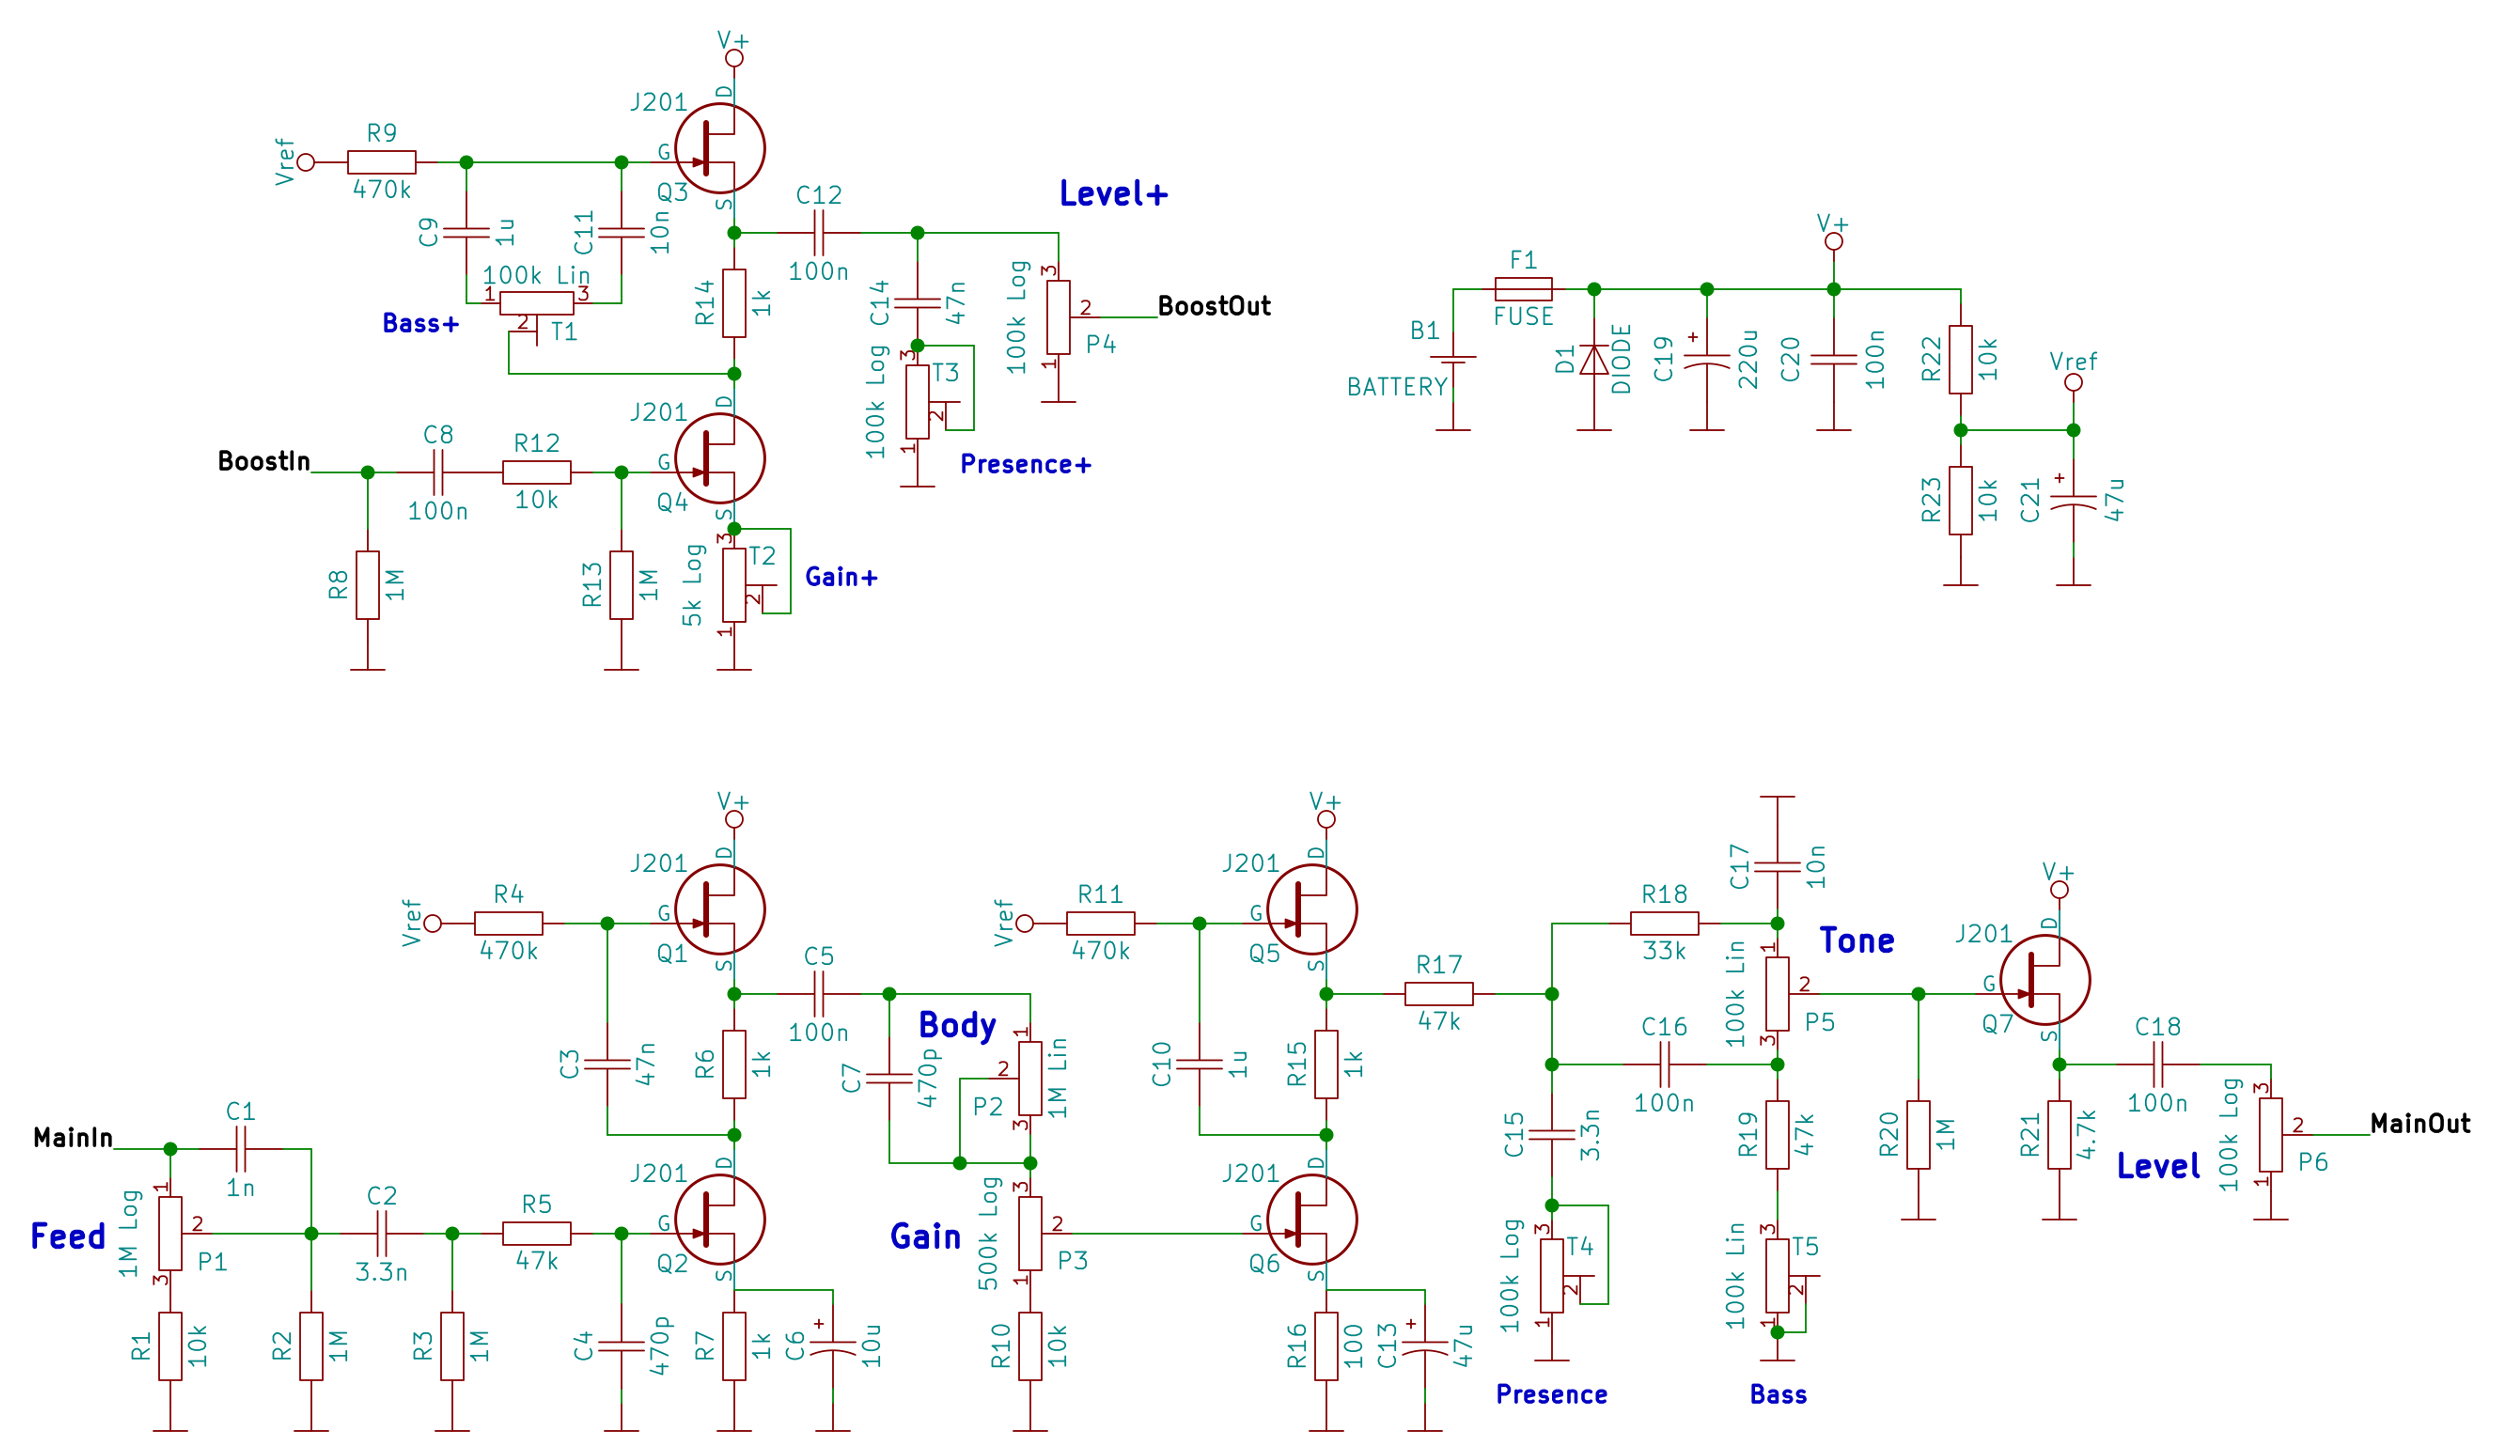 V+
D
J201
G
Q3
S
Vref
R9
470k
C9
1u
C11
10n
100k Lin
1
3
2
T1
Bass+
C12
100n
R14
1k
Level+
C14
47n
100k Log
3
2
1
P4
BoostOut
3
T3
100k Log
2
1
Presence+
D
J201
G
Q4
S
BoostIn
C8
100n
R12
10k
R8
1M
R13
1M
3
T2
5k Log
2
1
Gain+
V+
F1
FUSE
B1
BATTERY
D1
DIODE
C19
+
220u
C20
100n
R22
10k
Vref
R23
10k
C21
+
47u
V+
D
J201
G
Q1
S
Vref
R4
470k
C3
47n
R6
1k
C5
100n
C7
470p
Body
1
2
P2
1M Lin
3
MainIn
C1
1n
Feed
1M Log
1
2
P1
3
C2
3.3n
R5
47k
D
J201
G
Q2
S
R1
10k
R2
1M
R3
1M
C4
470p
R7
1k
C6
+
10u
Gain
3
500k Log
2
P3
1
R10
10k
V+
D
J201
G
Q5
S
Vref
R11
470k
C10
1u
R15
1k
D
J201
G
Q6
S
R16
100
C13
+
47u
R17
47k
R18
33k
C17
10n
Tone
1
100k Lin
2
P5
3
C16
100n
C15
3.3n
R19
47k
3
T4
100k Log
2
1
Presence
3
T5
100k Lin
2
1
Bass
V+
D
J201
G
Q7
S
R20
1M
R21
4.7k
C18
100n
Level
3
100k Log
2
P6
1
MainOut